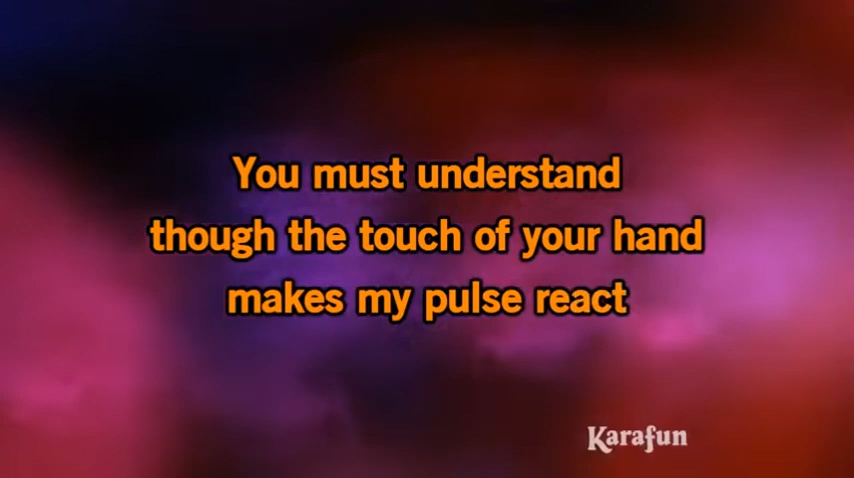 You must understand
though the touch of your hand
makes my pulse react
Karafun